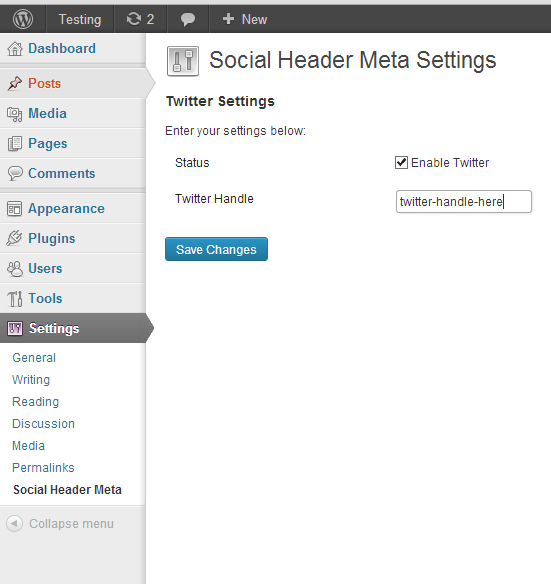 Testing 2 + New
Dashboard
Posts
Media
Pages
Comments
Appearance
Plugins
Users
Tools
Settings
General
Writing
Reading
Discussion
Media
Permalinks
Social Header Meta
Collapse menu
Social Header Meta Settings
Twitter Settings
Enter your settings below:
Status Enable Twitter
Twitter Handle twitter-handle-here
Save Changes